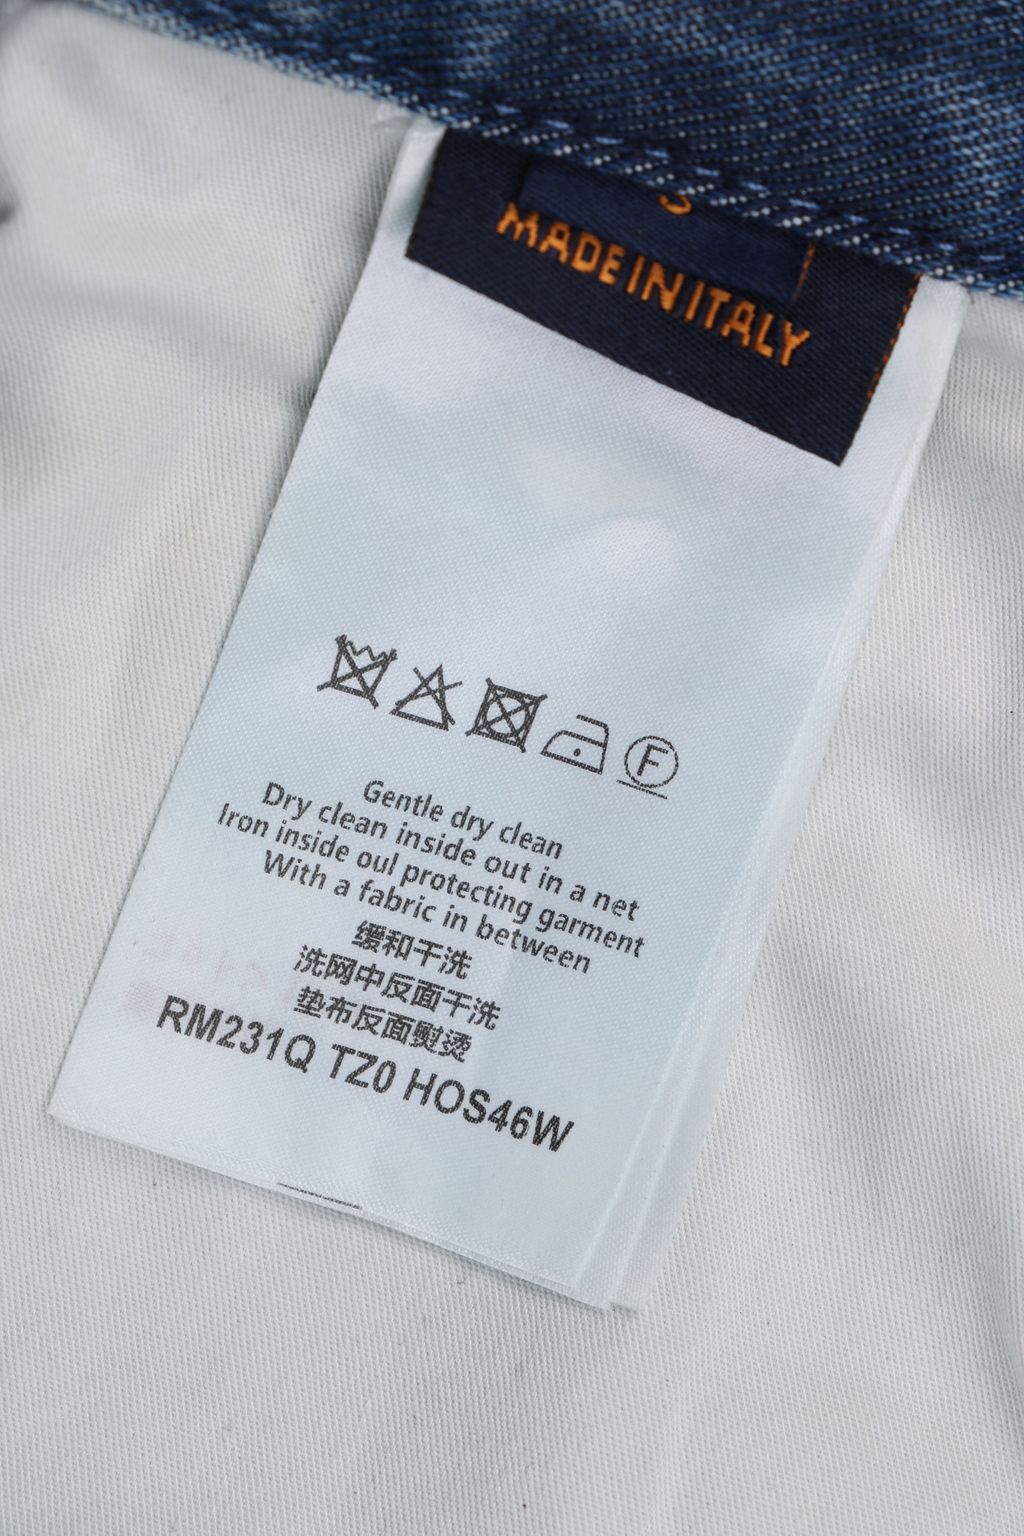 S
MADE IN ITALY
F
Gentle dry clean
Dry clean inside out in a net
Iron inside oul protecting garment
With a fabric in between
缓和干洗
洗网中反面干洗
垫布反面熨烫
RM231Q TZ0 HOS46W